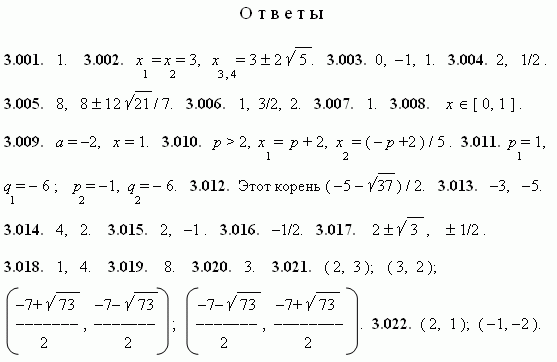 Ответы
3.001. 1. 3.002. x₁ = x₂ = 3, x₃,₄ = 3 ± 2√5. 3.003. 0, −1, 1. 3.004. 2, 1/2.
3.005. 8, 8 ± 12√21 / 7. 3.006. 1, 3/2, 2. 3.007. 1. 3.008. x ∈ [ 0, 1 ].
3.009. a = −2, x = 1. 3.010. p > 2, x₁ = p + 2, x₂ = ( − p +2 ) / 5 . 3.011. p₁ = 1,
q₁ = − 6 ; p₂ = −1, q₂ = − 6. 3.012. Этот корень ( −5 − √37 ) / 2. 3.013. −3, −5.
3.014. 4, 2. 3.015. 2, −1 . 3.016. −1/2. 3.017. 2 ± √3 , ± 1/2 .
3.018. 1, 4. 3.019. 8. 3.020. 3. 3.021. ( 2, 3 ); ( 3, 2 );
( (−7+√73) / 2 , (−7−√73) / 2 ) ; ( (−7−√73) / 2 , (−7+√73) / 2 ) . 3.022. ( 2, 1 ); ( −1, −2 ).